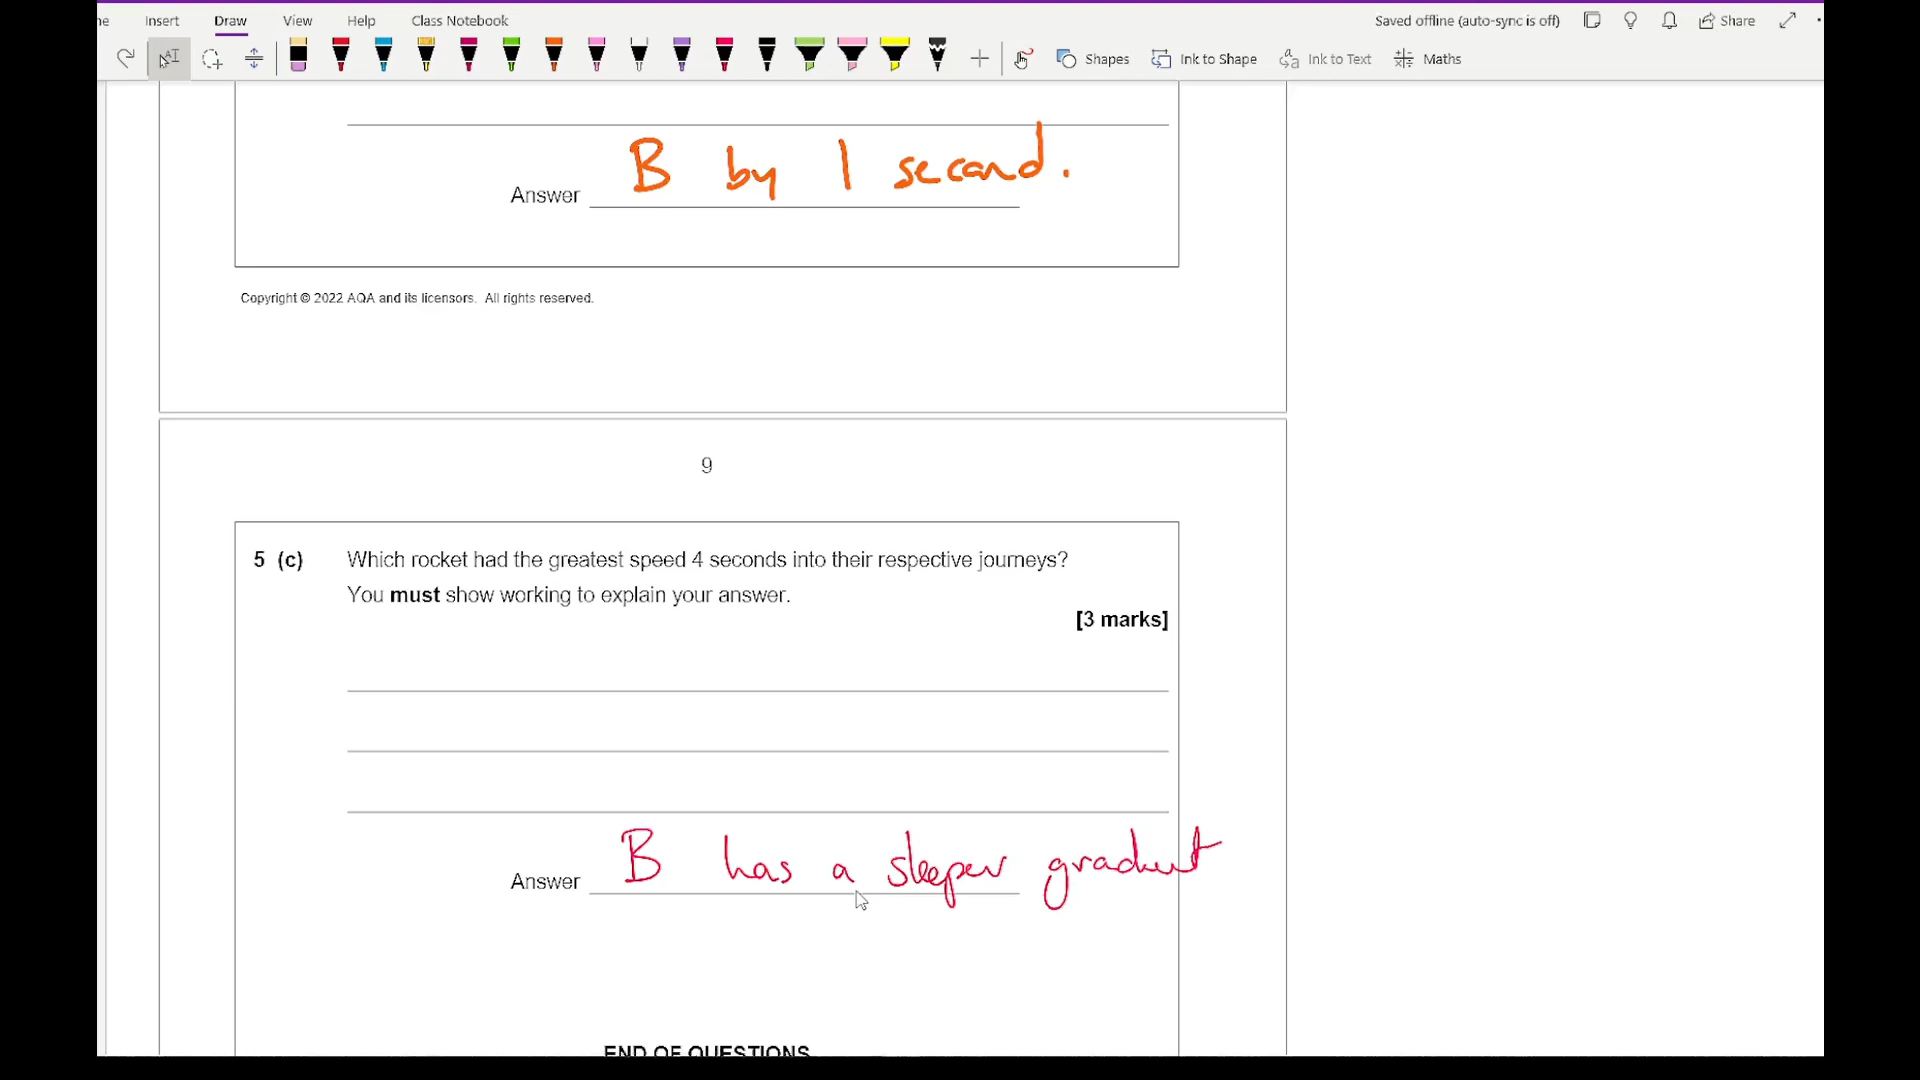 Insert Draw View Help Class Notebook Saved offline (auto-sync is off) Share
Shapes Ink to Shape Ink to Text Maths
B by 1 second.
Answer
Copyright © 2022 AQA and its licensors. All rights reserved.
9
5 (c) Which rocket had the greatest speed 4 seconds into their respective journeys?
You must show working to explain your answer.
[3 marks]
B has a steeper gradient
Answer
END OF QUESTIONS